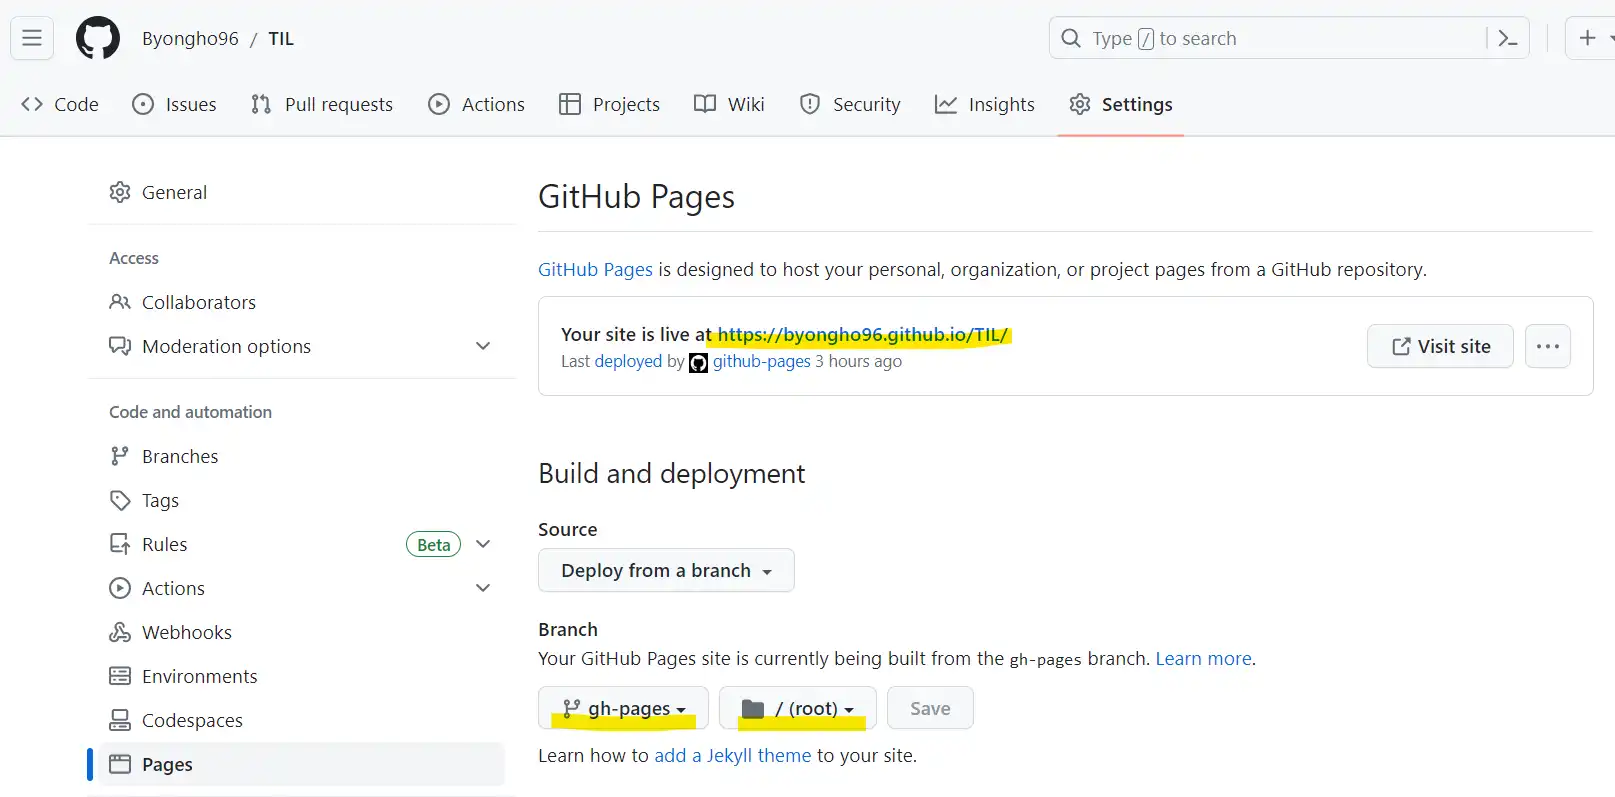 Byongho96 / TIL
Type / to search
Code Issues Pull requests Actions Projects Wiki Security Insights Settings
General
Access
Collaborators
Moderation options
Code and automation
Branches
Tags
Rules Beta
Actions
Webhooks
Environments
Codespaces
Pages
GitHub Pages
GitHub Pages is designed to host your personal, organization, or project pages from a GitHub repository.
Your site is live at https://byongho96.github.io/TIL/
Last deployed by github-pages 3 hours ago
Visit site
Build and deployment
Source
Deploy from a branch
Branch
Your GitHub Pages site is currently being built from the gh-pages branch. Learn more.
gh-pages / (root) Save
Learn how to add a Jekyll theme to your site.